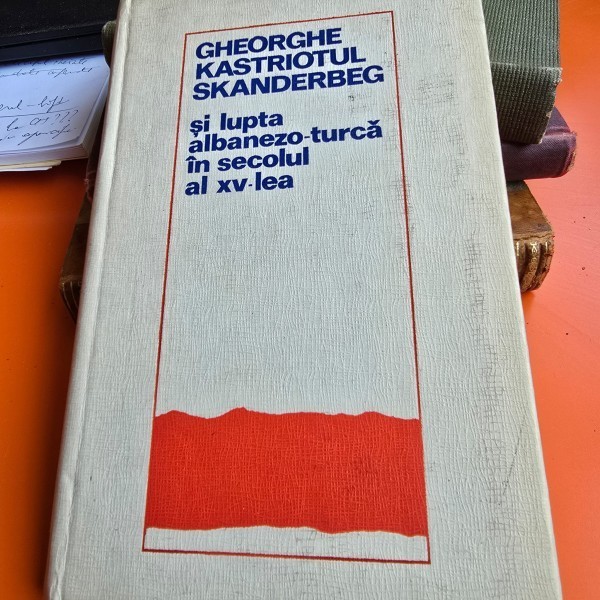 GHEORGHE
KASTRIOTUL
SKANDERBEG
și lupta
albanezo-turcă
în secolul
al xv-lea